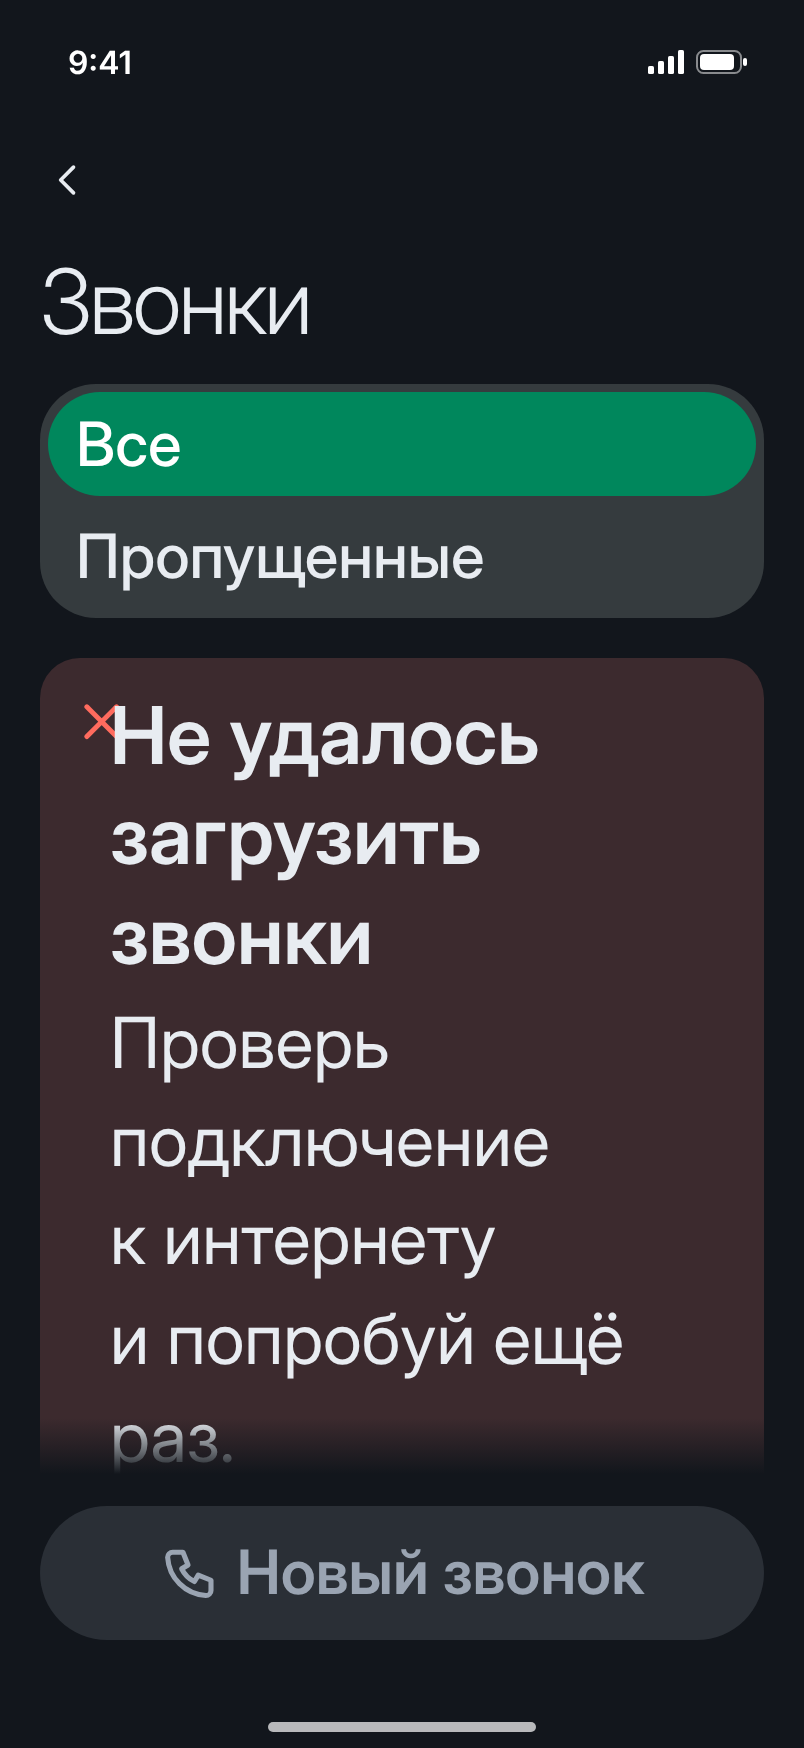 9:41
Звонки
Все
Пропущенные
Не удалось
загрузить
звонки
Проверь
подключение
к интернету
и попробуй ещё
раз.
Новый звонок